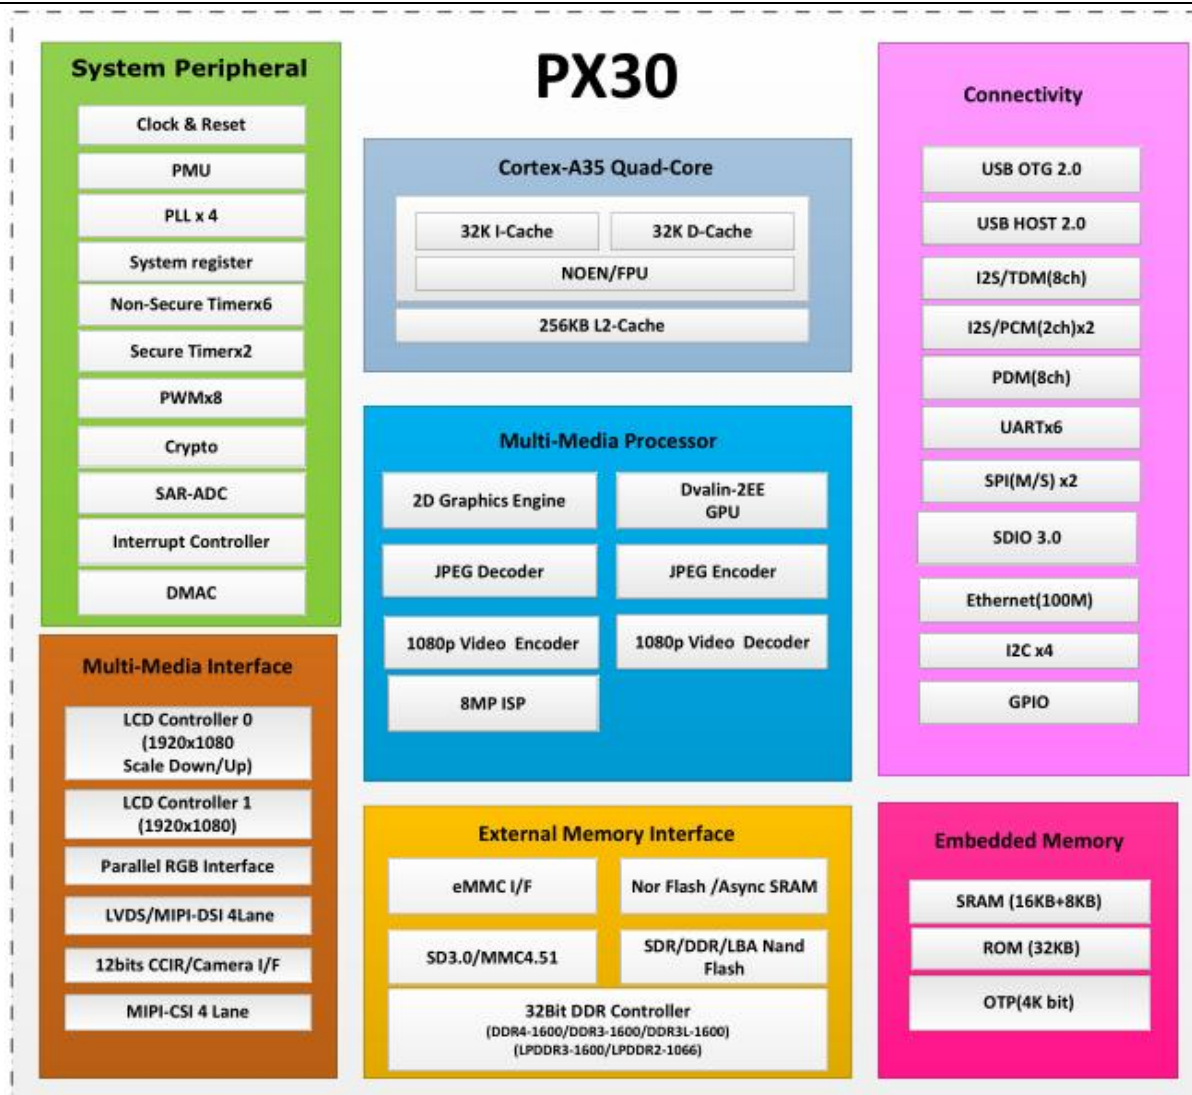 PX30
System Peripheral
Clock & Reset
PMU
PLL x 4
System register
Non-Secure Timerx6
Secure Timerx2
PWMx8
Crypto
SAR-ADC
Interrupt Controller
DMAC
Multi-Media Interface
LCD Controller 0
(1920x1080
Scale Down/Up)
LCD Controller 1
(1920x1080)
Parallel RGB Interface
LVDS/MIPI-DSI 4Lane
12bits CCIR/Camera I/F
MIPI-CSI 4 Lane
Cortex-A35 Quad-Core
32K I-Cache
32K D-Cache
NOEN/FPU
256KB L2-Cache
Multi-Media Processor
2D Graphics Engine
Dvalin-2EE
GPU
JPEG Decoder
JPEG Encoder
1080p Video Encoder
1080p Video Decoder
8MP ISP
External Memory Interface
eMMC I/F
Nor Flash /Async SRAM
SD3.0/MMC4.51
SDR/DDR/LBA Nand
Flash
32Bit DDR Controller
(DDR4-1600/DDR3-1600/DDR3L-1600)
(LPDDR3-1600/LPDDR2-1066)
Connectivity
USB OTG 2.0
USB HOST 2.0
I2S/TDM(8ch)
I2S/PCM(2ch)x2
PDM(8ch)
UARTx6
SPI(M/S) x2
SDIO 3.0
Ethernet(100M)
I2C x4
GPIO
Embedded Memory
SRAM (16KB+8KB)
ROM (32KB)
OTP(4K bit)